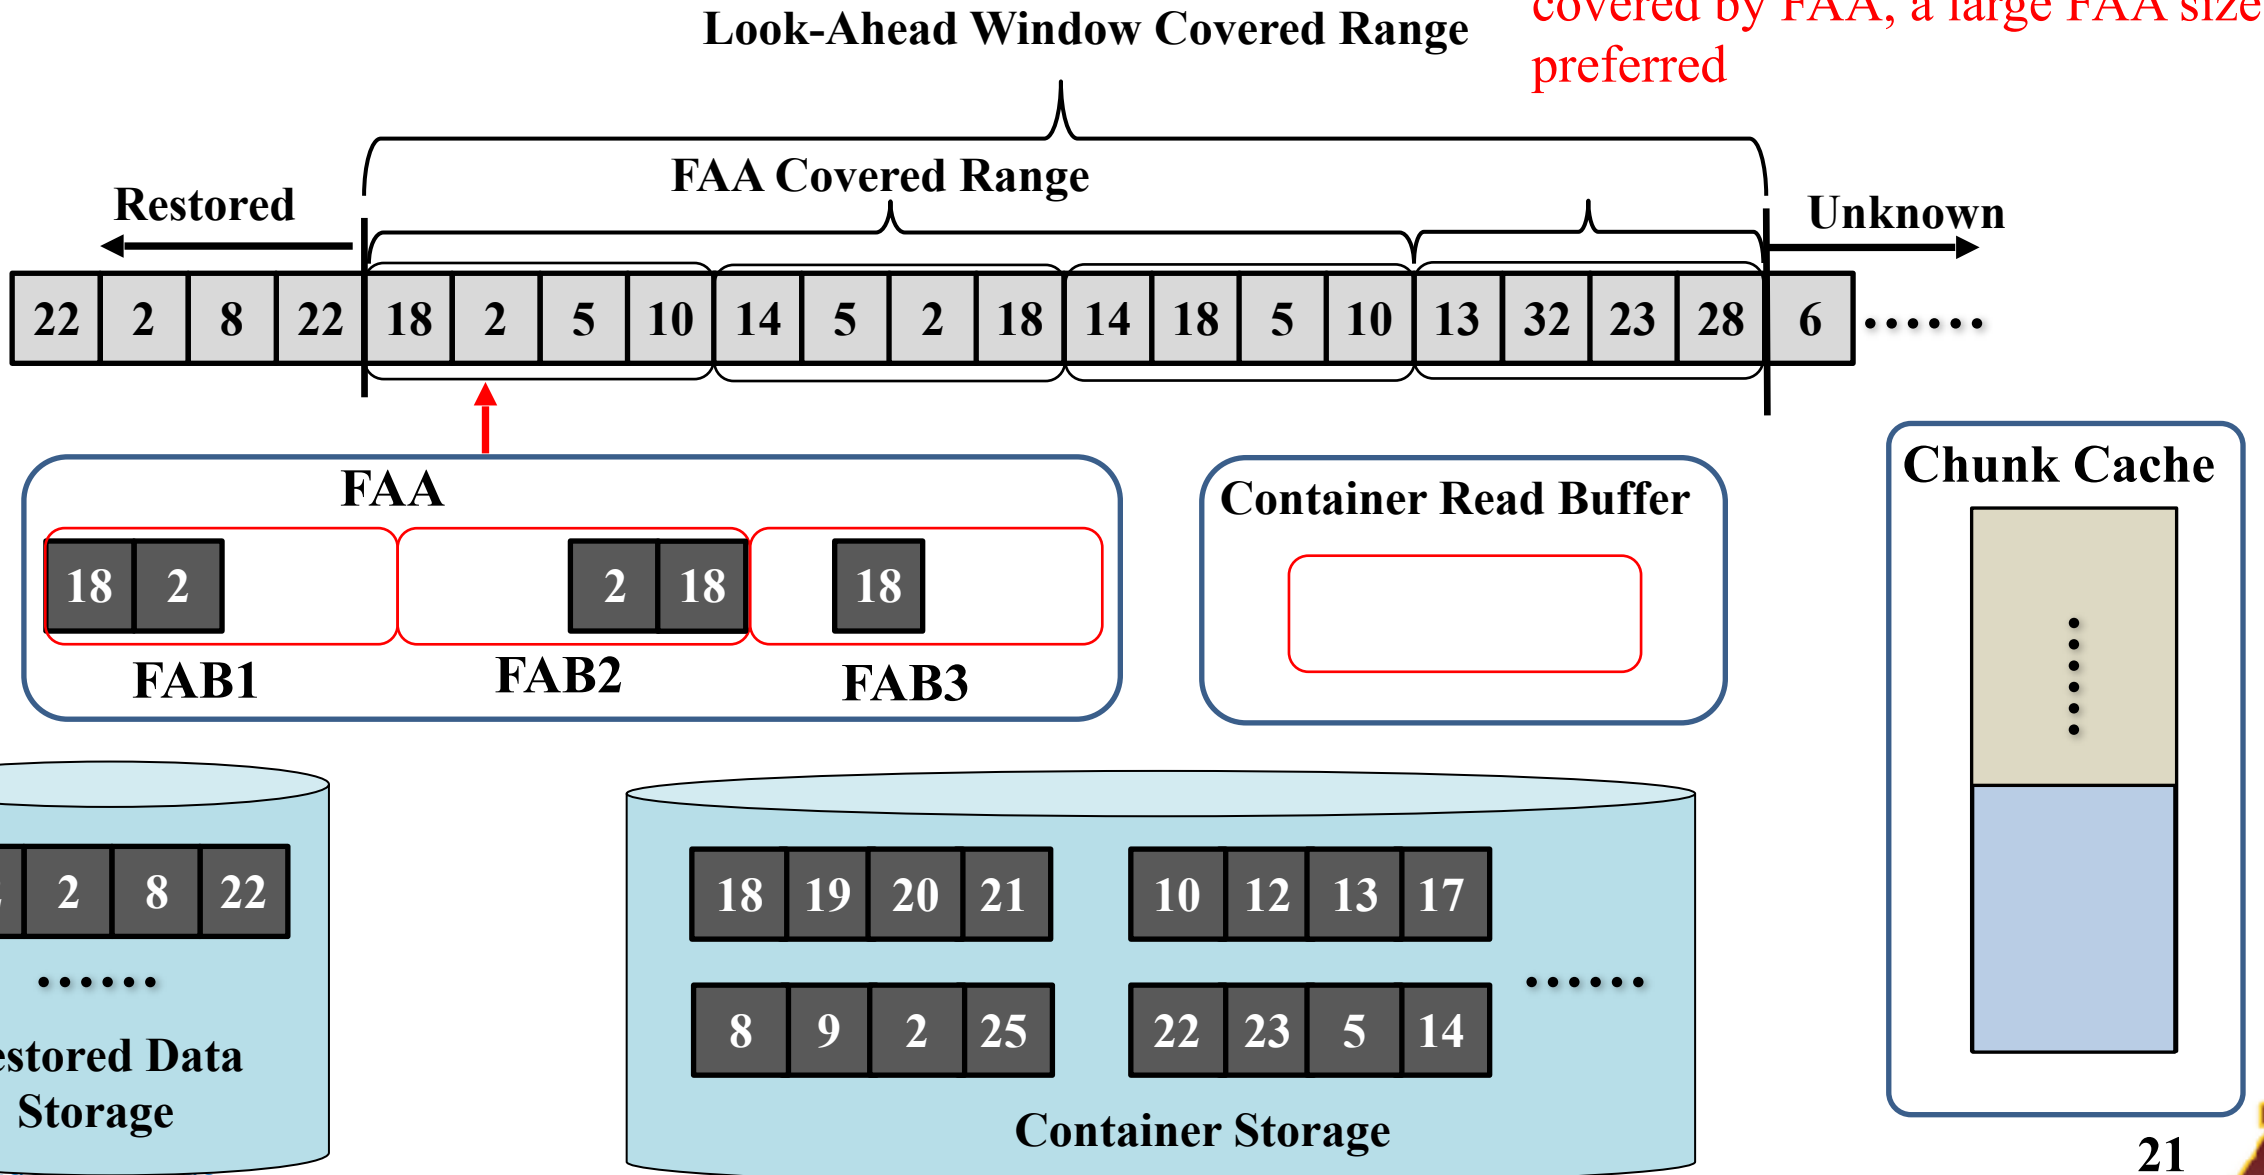 covered by FAA, a large FAA size
preferred
Look-Ahead Window Covered Range
FAA Covered Range
Restored
Unknown
22 2 8 22 18 2 5 10 14 5 2 18 14 18 5 10 13 32 23 28 6 ......
FAA
18 2 2 18 18
FAB1 FAB2 FAB3
Container Read Buffer
Chunk Cache
......
2 8 22
......
Data
Storage
18 19 20 21 10 12 13 17
8 9 2 25 22 23 5 14
......
Container Storage
21